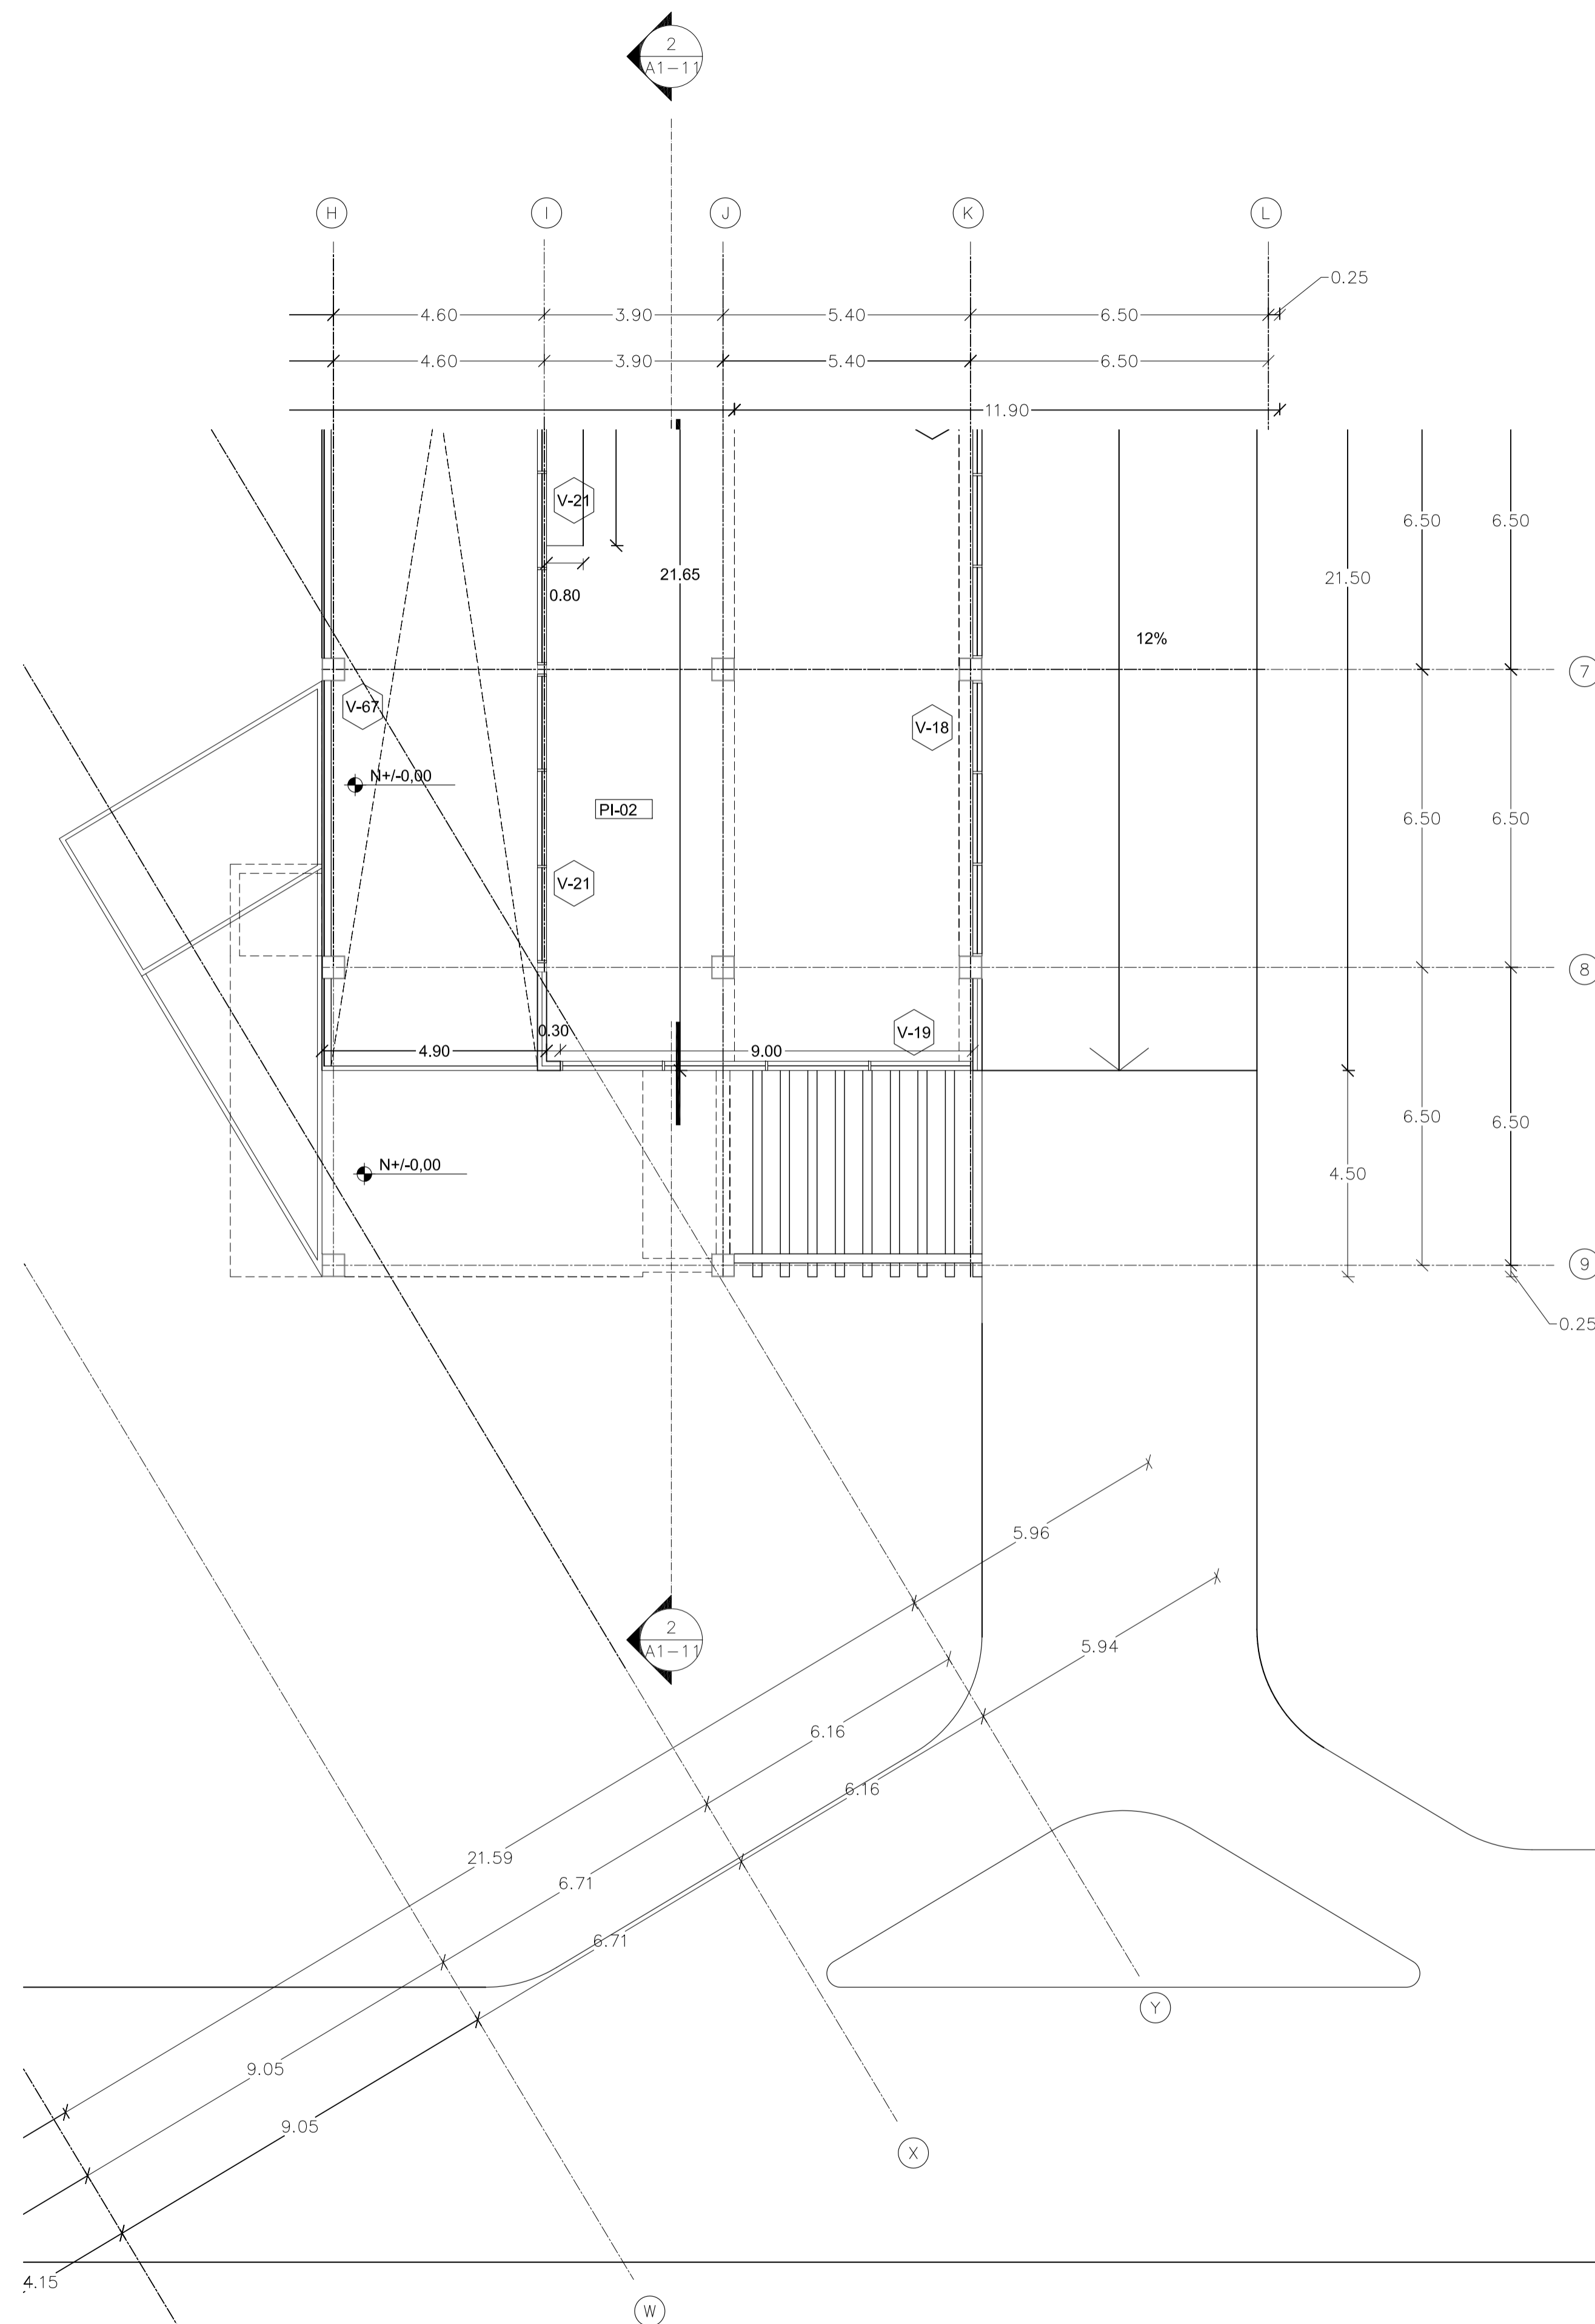 2
A1-11
H
I
J
K
L
0.25
4.60
3.90
5.40
6.50
4.60
3.90
5.40
6.50
11.90
V-21
6.50
6.50
21.65
21.50
0.80
12%
7
V-67
V-18
N+/-0,00
PI-02
6.50
6.50
V-21
8
V-19
0.30
4.90
9.00
6.50
6.50
N+/-0,00
4.50
9
0.25
5.96
2
A1-11
5.94
6.16
6.16
21.59
6.71
6.71
Y
9.05
9.05
X
4.15
W